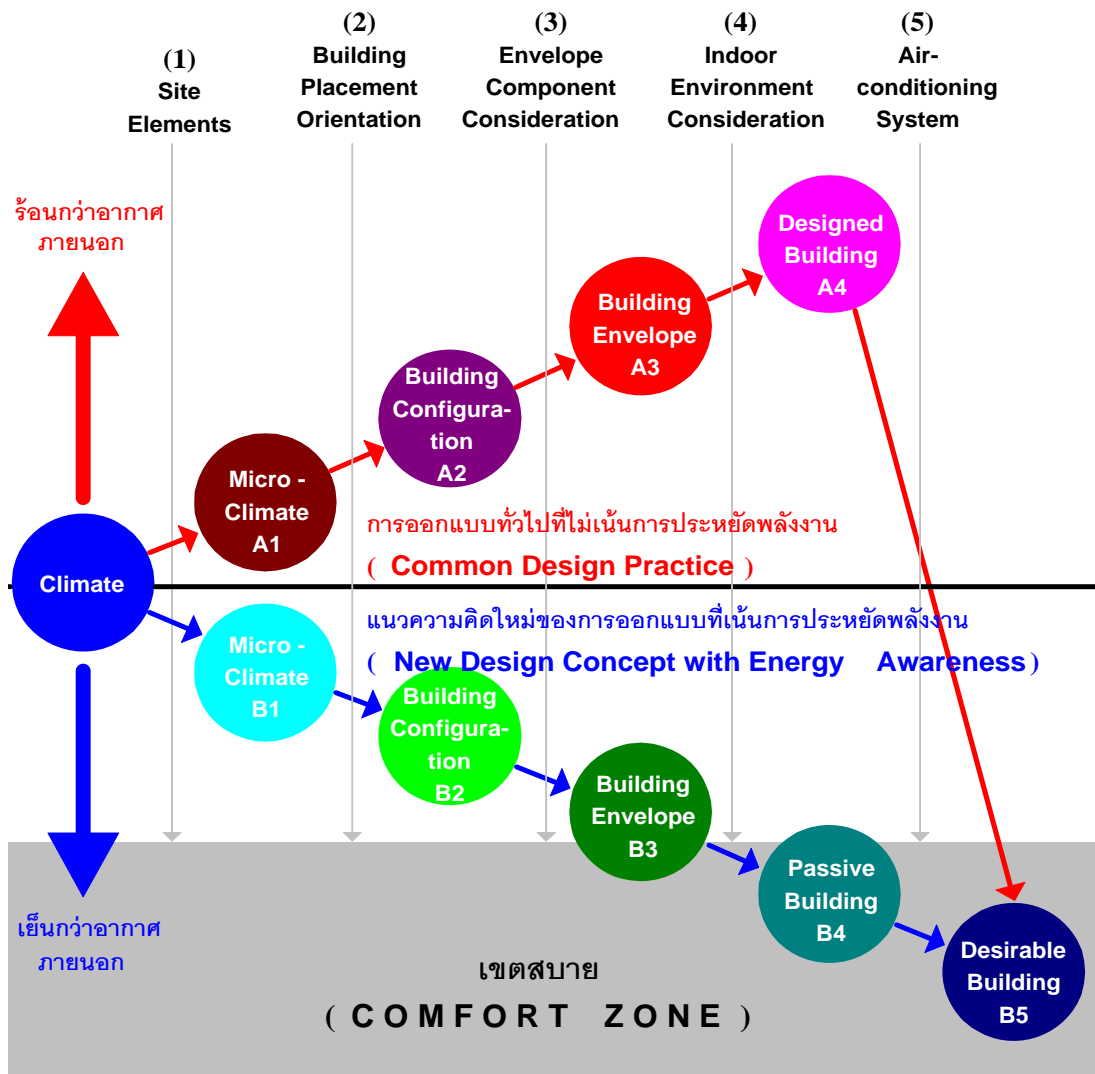 (1)
Site
Elements
(2)
Building
Placement
Orientation
(3)
Envelope
Component
Consideration
(4)
Indoor
Environment
Consideration
(5)
Air-
conditioning
System
ร้อนกว่าอากาศ
ภายนอก
Designed
Building
A4
Building
Envelope
A3
Building
Configura-
tion
A2
Micro -
Climate
A1
การออกแบบทั่วไปที่ไม่เน้นการประหยัดพลังงาน
( Common Design Practice )
Climate
แนวความคิดใหม่ของการออกแบบที่เน้นการประหยัดพลังงาน
( New Design Concept with Energy Awareness)
Micro -
Climate
B1
Building
Configura-
tion
B2
Building
Envelope
B3
Passive
Building
B4
Desirable
Building
B5
เย็นกว่าอากาศ
ภายนอก
เขตสบาย
( COMFORT ZONE )